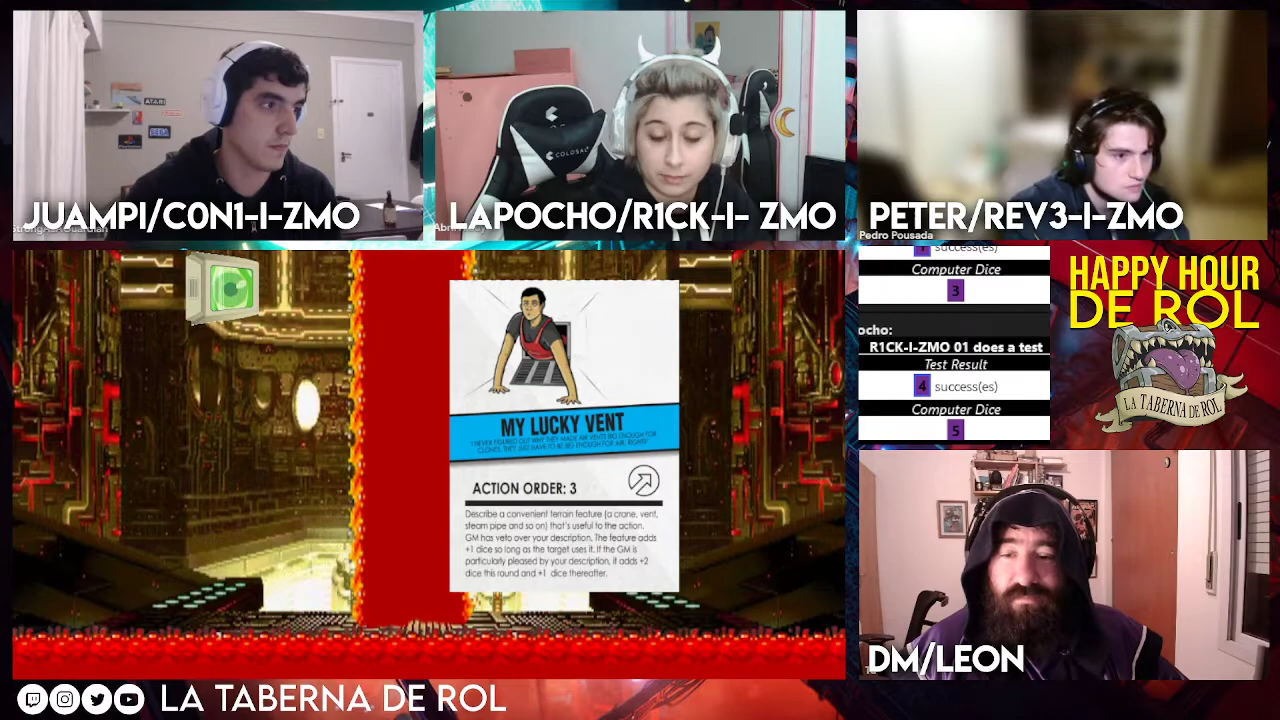 ATARI
SEGA
PlayStation
COLOSAL
JUAMPI/C0N1-I-ZMO
LAPOCHO/R1CK-I- ZMO
PETER/REV3-I-ZMO
Pedro Pousada
success(es)
Computer Dice
3
ocho:
R1CK-I-ZMO 01 does a test
Test Result
4 success(es)
Computer Dice
5
HAPPY HOUR
DE ROL
LA TABERNA DE ROL
MY LUCKY VENT
"I NEVER FIGURED OUT WHY THEY MADE AIR VENTS BIG ENOUGH FOR
CLONES. THEY JUST HAVE TO BE BIG ENOUGH FOR AIR, RIGHT?"
ACTION ORDER: 3
Describe a convenient terrain feature (a crane, vent,
steam pipe and so on) that's useful to the action.
GM has veto over your description. The feature adds
+1 dice so long as the target uses it. If the GM is
particularly pleased by your description, it adds +2
dice this round and +1 dice thereafter.
DM/LEON
LA TABERNA DE ROL